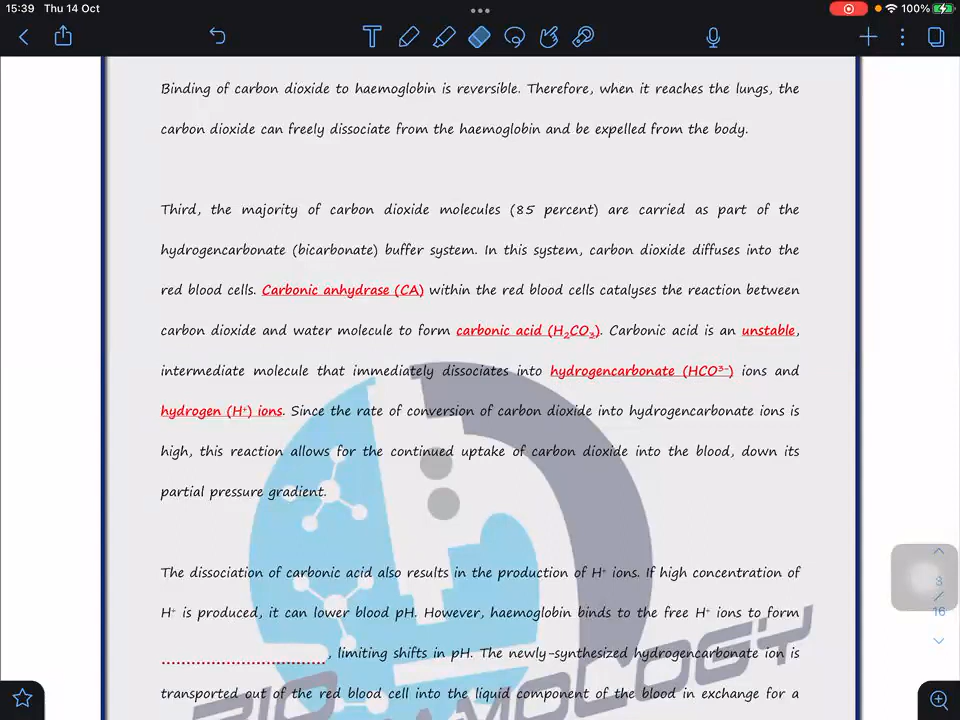 15:39 Thu 14 Oct
100%
Binding of carbon dioxide to haemoglobin is reversible. Therefore, when it reaches the lungs, the
carbon dioxide can freely dissociate from the haemoglobin and be expelled from the body.
Third, the majority of carbon dioxide molecules (85 percent) are carried as part of the
hydrogencarbonate (bicarbonate) buffer system. In this system, carbon dioxide diffuses into the
red blood cells. Carbonic anhydrase (CA) within the red blood cells catalyses the reaction between
carbon dioxide and water molecule to form carbonic acid (H₂CO₃). Carbonic acid is an unstable,
intermediate molecule that immediately dissociates into hydrogencarbonate (HCO³⁻) ions and
hydrogen (H⁺) ions. Since the rate of conversion of carbon dioxide into hydrogencarbonate ions is
high, this reaction allows for the continued uptake of carbon dioxide into the blood, down its
partial pressure gradient.
The dissociation of carbonic acid also results in the production of H⁺ ions. If high concentration of
H⁺ is produced, it can lower blood pH. However, haemoglobin binds to the free H⁺ ions to form
................................, limiting shifts in pH. The newly-synthesized hydrogencarbonate ion is
transported out of the red blood cell into the liquid component of the blood in exchange for a
3
/
16